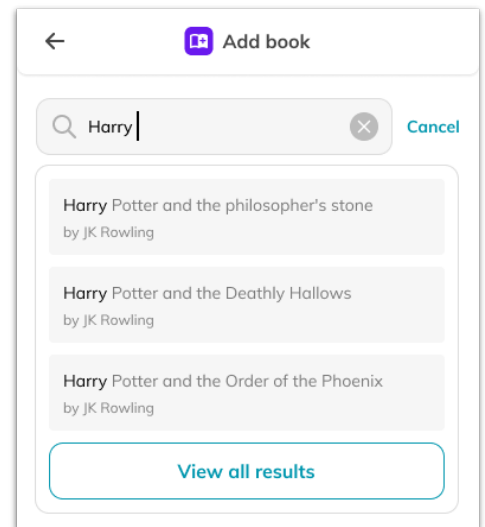 Add book
Harry
Cancel
Harry Potter and the philosopher's stone
by JK Rowling
Harry Potter and the Deathly Hallows
by JK Rowling
Harry Potter and the Order of the Phoenix
by JK Rowling
View all results